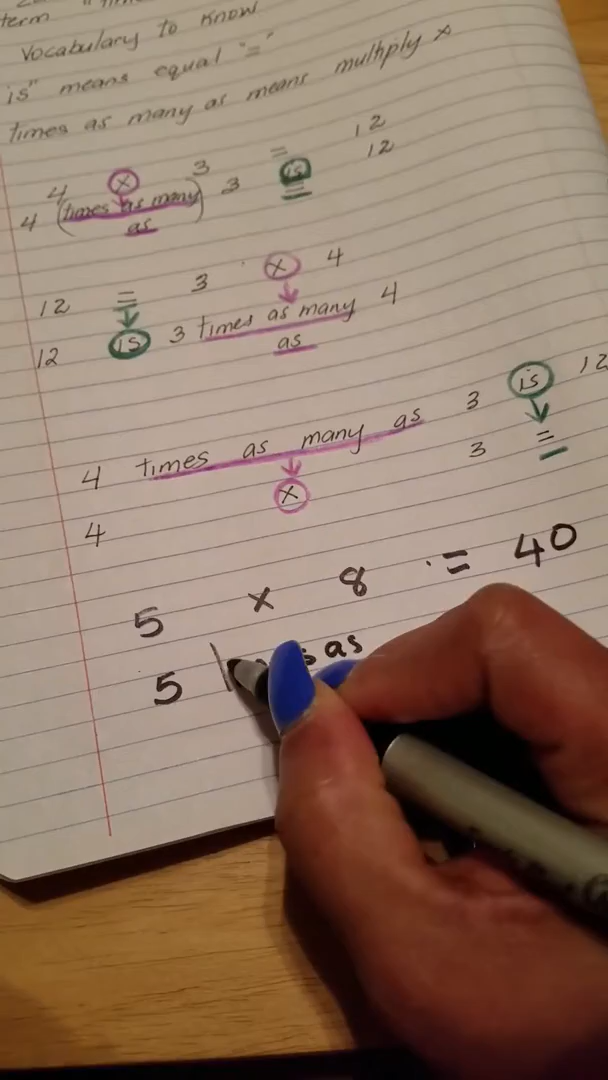 term
Vocabulary to know
is" means equal "="
times as many as means multiply ×
4 × 3 = 12
4 (times as many) 3 is 12
as =
12 = 3 × 4
12 is 3 times as many 4
as
4 times as many as 3 is 12
4 × 3 =
5 × 8 = 40
5 as